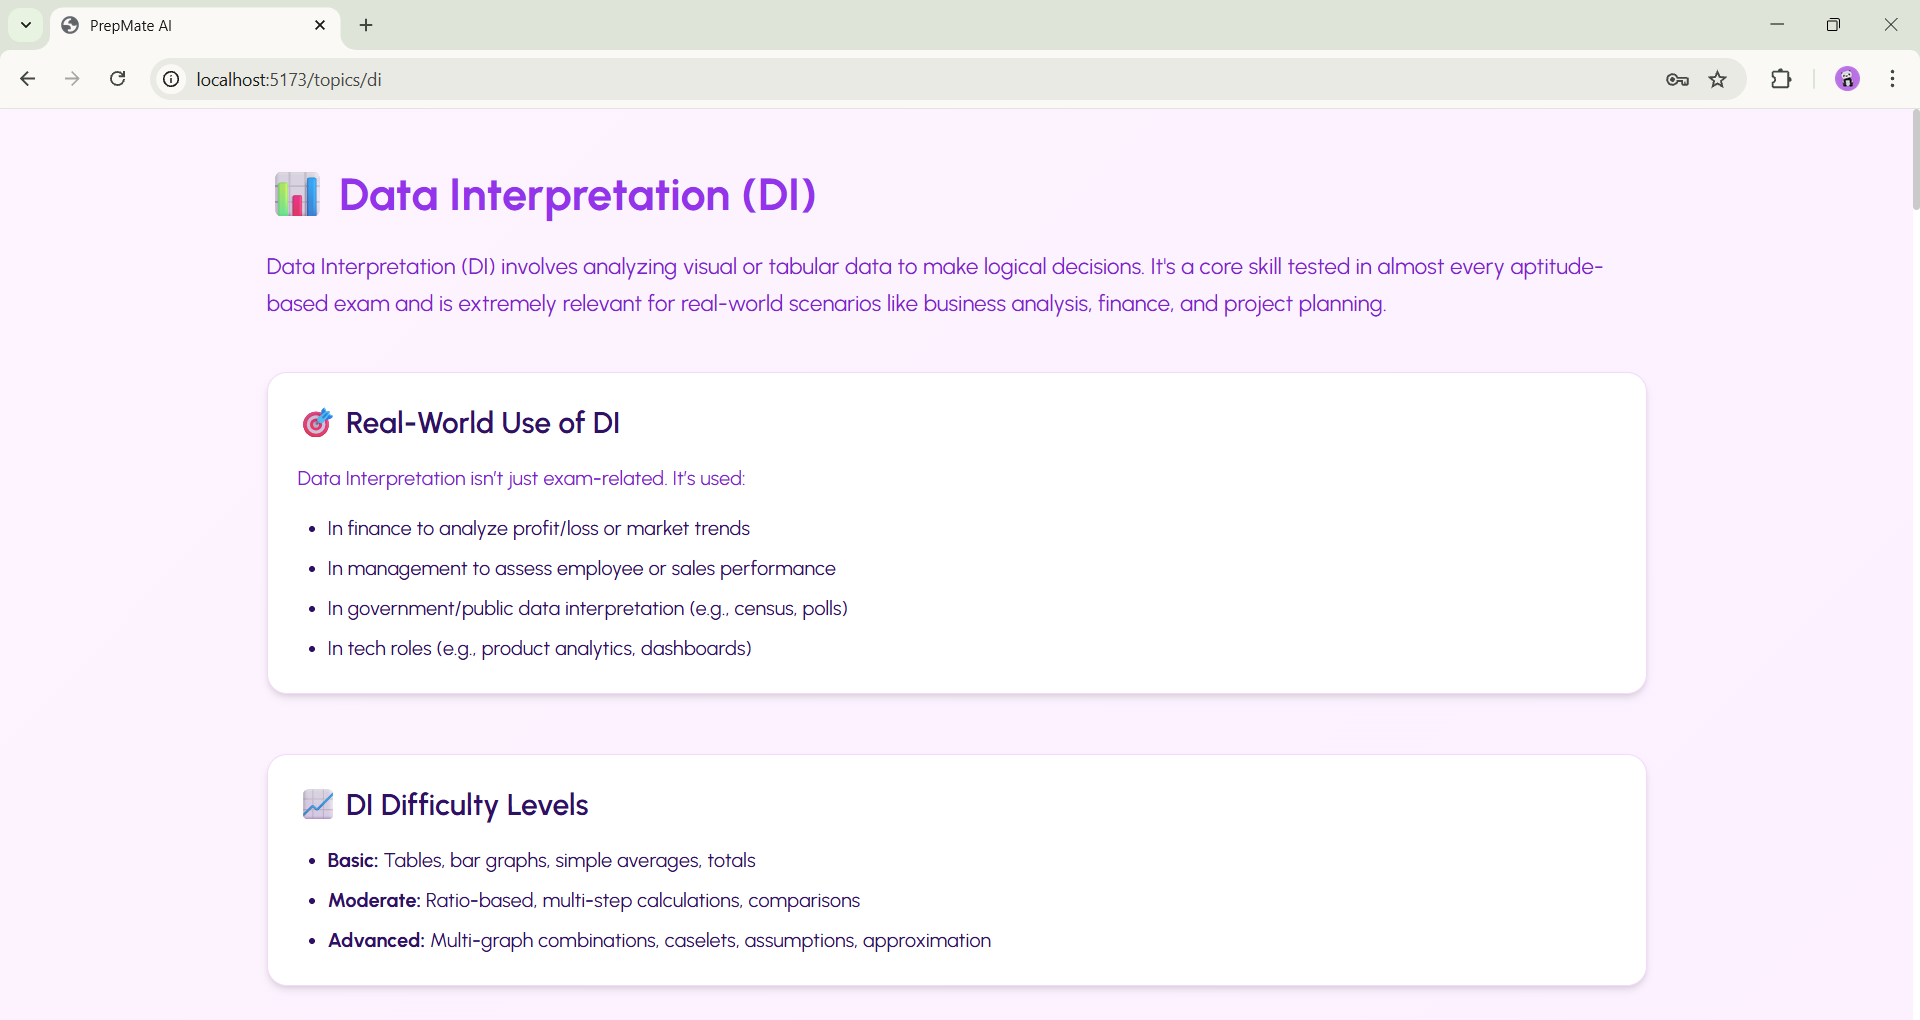 PrepMate AI
localhost:5173/topics/di
Data Interpretation (DI)
Data Interpretation (DI) involves analyzing visual or tabular data to make logical decisions. It's a core skill tested in almost every aptitude-
based exam and is extremely relevant for real-world scenarios like business analysis, finance, and project planning.
Real-World Use of DI
Data Interpretation isn’t just exam-related. It’s used:
• In finance to analyze profit/loss or market trends
• In management to assess employee or sales performance
• In government/public data interpretation (e.g., census, polls)
• In tech roles (e.g., product analytics, dashboards)
DI Difficulty Levels
• Basic: Tables, bar graphs, simple averages, totals
• Moderate: Ratio-based, multi-step calculations, comparisons
• Advanced: Multi-graph combinations, caselets, assumptions, approximation